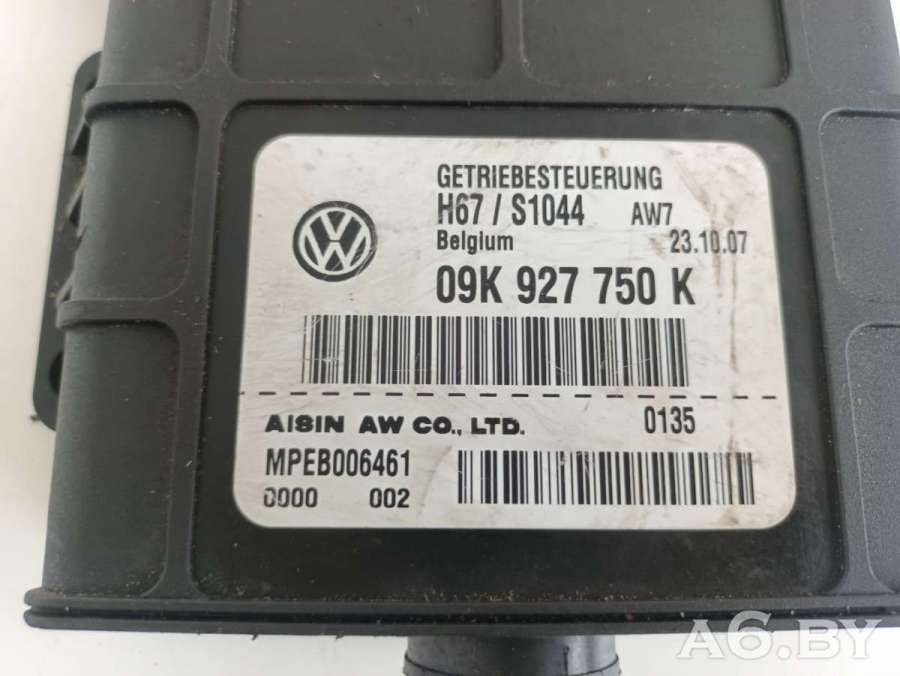 GETRIEBESTEUERUNG
H67 / S1044 AW7
Belgium 23.10.07
09K 927 750 K
AISIN AW CO., LTD. 0135
MPEB006461
0000 002
A6.BY